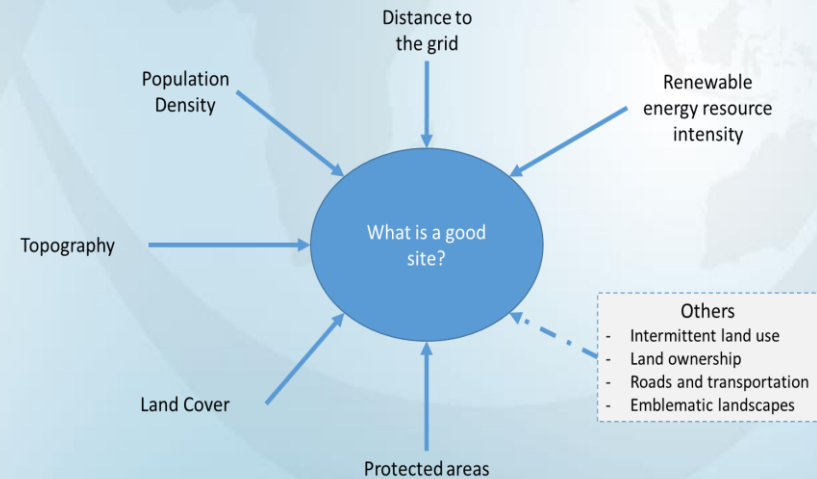 Distance to
the grid
Population
Density
Renewable
energy resource
intensity
What is a good
site?
Topography
Others
- Intermittent land use
- Land ownership
- Roads and transportation
- Emblematic landscapes
Land Cover
Protected areas